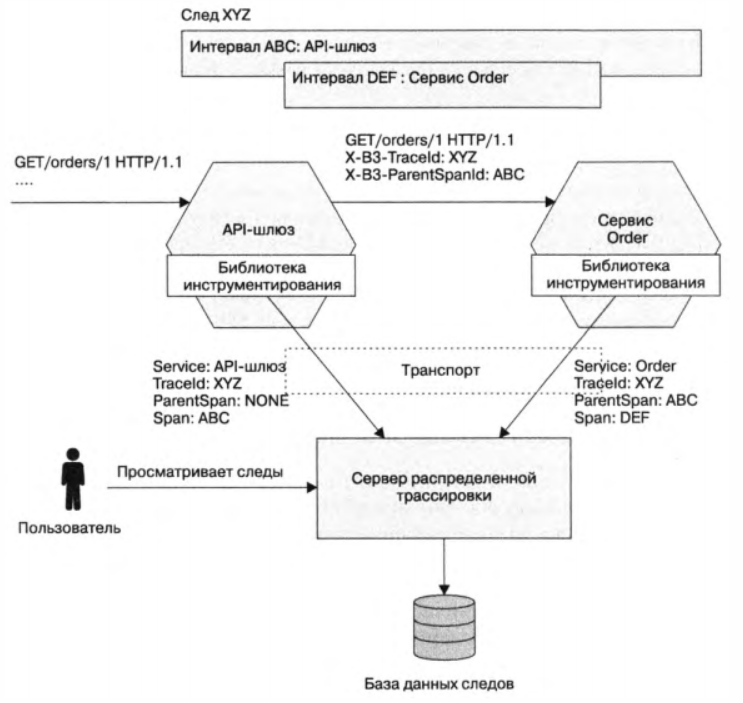 След XYZ
Интервал ABC: API-шлюз
Интервал DEF : Сервис Order
GET/orders/1 HTTP/1.1
....
GET/orders/1 HTTP/1.1
X-B3-TraceId: XYZ
X-B3-ParentSpanId: ABC
API-шлюз
Библиотека
инструментирования
Сервис
Order
Библиотека
инструментирования
Service: API-шлюз
TraceId: XYZ
ParentSpan: NONE
Span: ABC
Транспорт
Service: Order
TraceId: XYZ
ParentSpan: ABC
Span: DEF
Просматривает следы
Пользователь
Сервер распределенной
трассировки
База данных следов